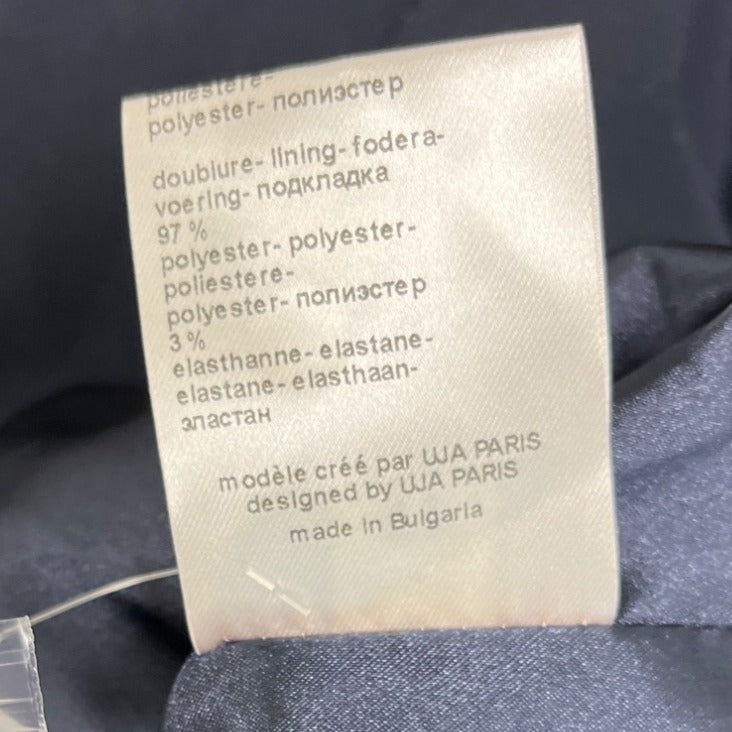 poliestere-
polyester- полиэстер
doublure- lining- fodera-
voering- подкладка
97 %
polyester- polyester-
poliestere-
polyester- полиэстер
3 %
elasthanne- elastane-
elastane- elasthaan-
эластан
modèle créé par UJA PARIS
designed by UJA PARIS
made in Bulgaria